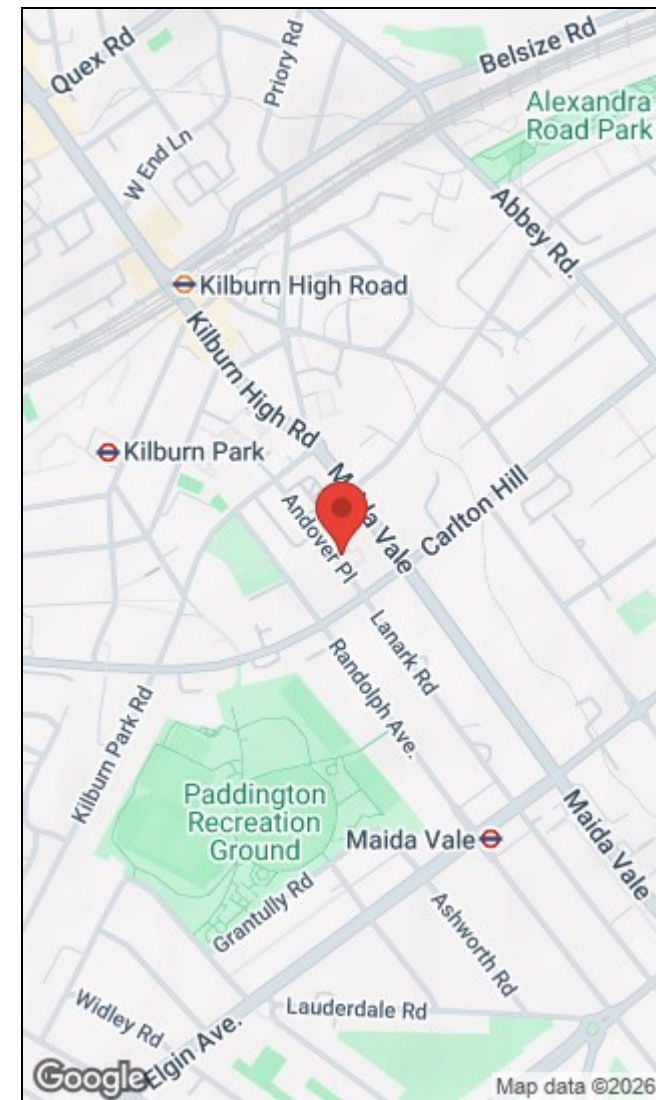 Quex Rd
Priory Rd
Belsize Rd
Alexandra
Road Park
W End Ln
Abbey Rd.
Kilburn High Road
Kilburn High Rd
Kilburn Park
Maida Vale
Carlton Hill
Andover Pl
Lanark Rd
Randolph Ave.
Kilburn Park Rd
Paddington
Recreation
Ground
Maida Vale
Maida Vale
Grantully Rd
Ashworth Rd
Widley Rd
Lauderdale Rd
Elgin Ave.
Google
Map data ©2026